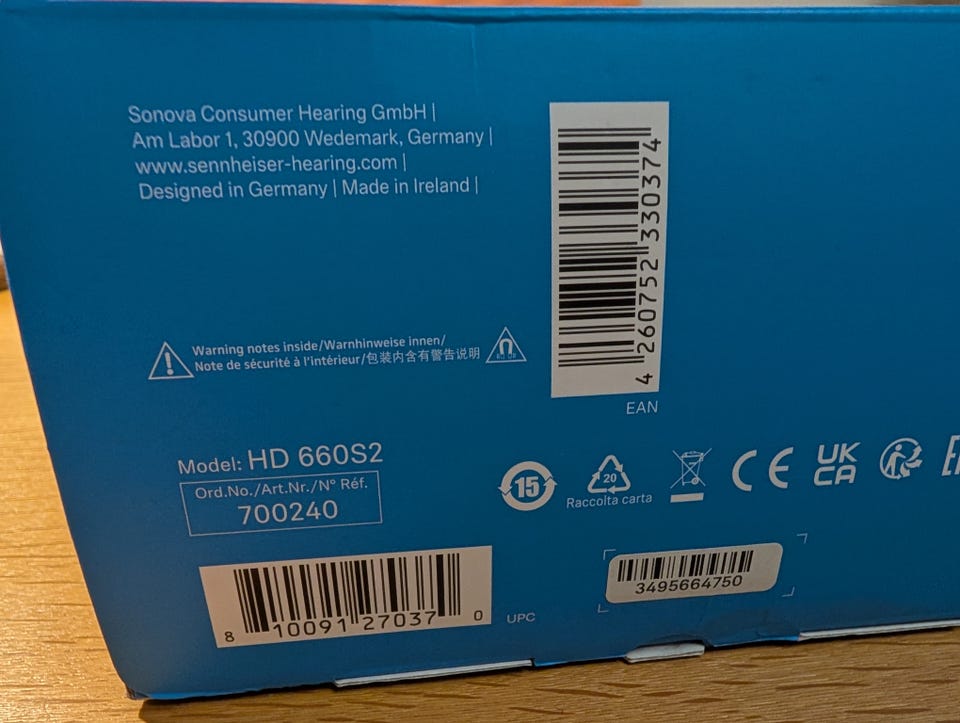 Sonova Consumer Hearing GmbH |
Am Labor 1, 30900 Wedemark, Germany |
www.sennheiser-hearing.com |
Designed in Germany | Made in Ireland |
4 260752 330374
EAN
Warning notes inside/Warnhinweise innen/
Note de sécurité à l'intérieur/包装内含有警告说明
Model: HD 660S2
Ord.No./Art.Nr./N° Réf.
700240
15
20
Raccolta carta
CE
UK
CA
8 10091 27037 0
UPC
3495664750